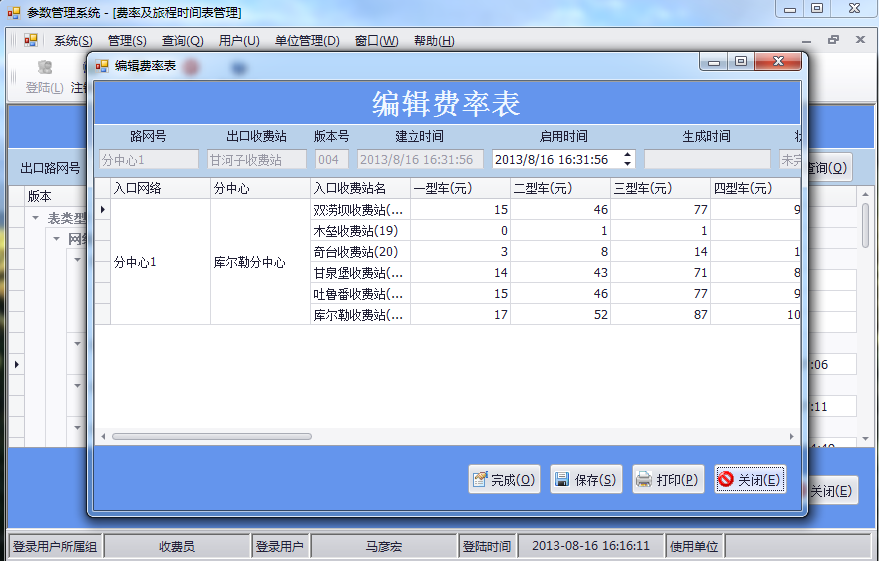 参数管理系统 - [费率及旅程时间表管理]
系统(S) 管理(S) 查询(Q) 用户(U) 单位管理(D) 窗口(W) 帮助(H)
编辑费率表
登陆(L)
编辑费率表
路网号 出口收费站 版本号 建立时间 启用时间 生成时间
分中心1 甘河子收费站 004 2013/8/16 16:31:56 2013/8/16 16:31:56
出口路网号 查询(Q)
入口网络 分中心 入口收费站名 一型车(元) 二型车(元) 三型车(元) 四型车(元)
版本
表类型
分中心1 库尔勒分中心
双涝坝收费站(... 15 46 77
木垒收费站(19) 0 1 1
奇台收费站(20) 3 8 14
甘泉堡收费站(... 14 43 71
吐鲁番收费站(... 15 46 77
库尔勒收费站(... 17 52 87
:06
:11
完成(O) 保存(S) 打印(P) 关闭(E)
关闭(E)
登录用户所属组 收费员 登录用户 马彦宏 登陆时间 2013-08-16 16:16:11 使用单位